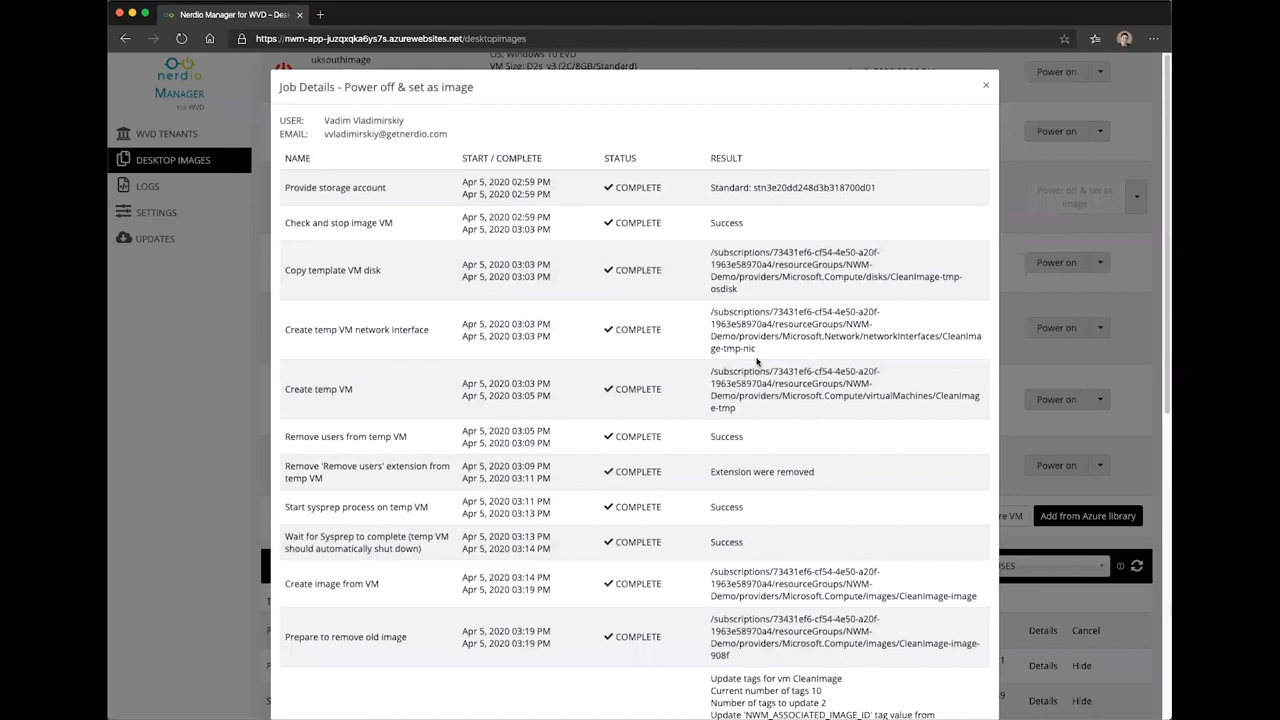 Nerdio Manager for WVD – Desk
https://nwm-app-juzqxqka6ys7s.azurewebsites.net/desktopimages
nerdio
MANAGER
FOR WVD
WVD TENANTS
DESKTOP IMAGES
LOGS
SETTINGS
UPDATES
uksouthimage
OS: Windows 10 EVD
VM Size: D2s_v3 (2C/8GB/Standard)
Power on
Power on
Power off & set as
image
Power on
Power on
Power on
Power on
Job Details - Power off & set as image
×
USER: Vadim Vladimirskiy
EMAIL: vvladimirskiy@getnerdio.com
NAME START / COMPLETE STATUS RESULT
Provide storage account
Apr 5, 2020 02:59 PM
Apr 5, 2020 02:59 PM
COMPLETE
Standard: stn3e20dd248d3b318700d01
Check and stop image VM
Apr 5, 2020 02:59 PM
Apr 5, 2020 03:03 PM
COMPLETE
Success
Copy template VM disk
Apr 5, 2020 03:03 PM
Apr 5, 2020 03:03 PM
COMPLETE
/subscriptions/73431ef6-cf54-4e50-a20f-
1963e58970a4/resourceGroups/NWM-
Demo/providers/Microsoft.Compute/disks/CleanImage-tmp-
osdisk
Create temp VM network interface
Apr 5, 2020 03:03 PM
Apr 5, 2020 03:03 PM
COMPLETE
/subscriptions/73431ef6-cf54-4e50-a20f-
1963e58970a4/resourceGroups/NWM-
Demo/providers/Microsoft.Network/networkInterfaces/CleanIma
ge-tmp-nic
Create temp VM
Apr 5, 2020 03:03 PM
Apr 5, 2020 03:05 PM
COMPLETE
/subscriptions/73431ef6-cf54-4e50-a20f-
1963e58970a4/resourceGroups/NWM-
Demo/providers/Microsoft.Compute/virtualMachines/CleanImag
e-tmp
Remove users from temp VM
Apr 5, 2020 03:05 PM
Apr 5, 2020 03:09 PM
COMPLETE
Success
Remove 'Remove users' extension from
temp VM
Apr 5, 2020 03:09 PM
Apr 5, 2020 03:11 PM
COMPLETE
Extension were removed
Start sysprep process on temp VM
Apr 5, 2020 03:11 PM
Apr 5, 2020 03:13 PM
COMPLETE
Success
Wait for Sysprep to complete (temp VM
should automatically shut down)
Apr 5, 2020 03:13 PM
Apr 5, 2020 03:14 PM
COMPLETE
Success
Create image from VM
Apr 5, 2020 03:14 PM
Apr 5, 2020 03:19 PM
COMPLETE
/subscriptions/73431ef6-cf54-4e50-a20f-
1963e58970a4/resourceGroups/NWM-
Demo/providers/Microsoft.Compute/images/CleanImage-image
Prepare to remove old image
Apr 5, 2020 03:19 PM
Apr 5, 2020 03:19 PM
COMPLETE
/subscriptions/73431ef6-cf54-4e50-a20f-
1963e58970a4/resourceGroups/NWM-
Demo/providers/Microsoft.Compute/images/CleanImage-image-
908f
Update tags for vm CleanImage
Current number of tags 10
Number of tags to update 2
Update 'NWM_ASSOCIATED_IMAGE_ID' tag value from
re VM
Add from Azure library
USES
Details Cancel
Details Hide
Details Hide